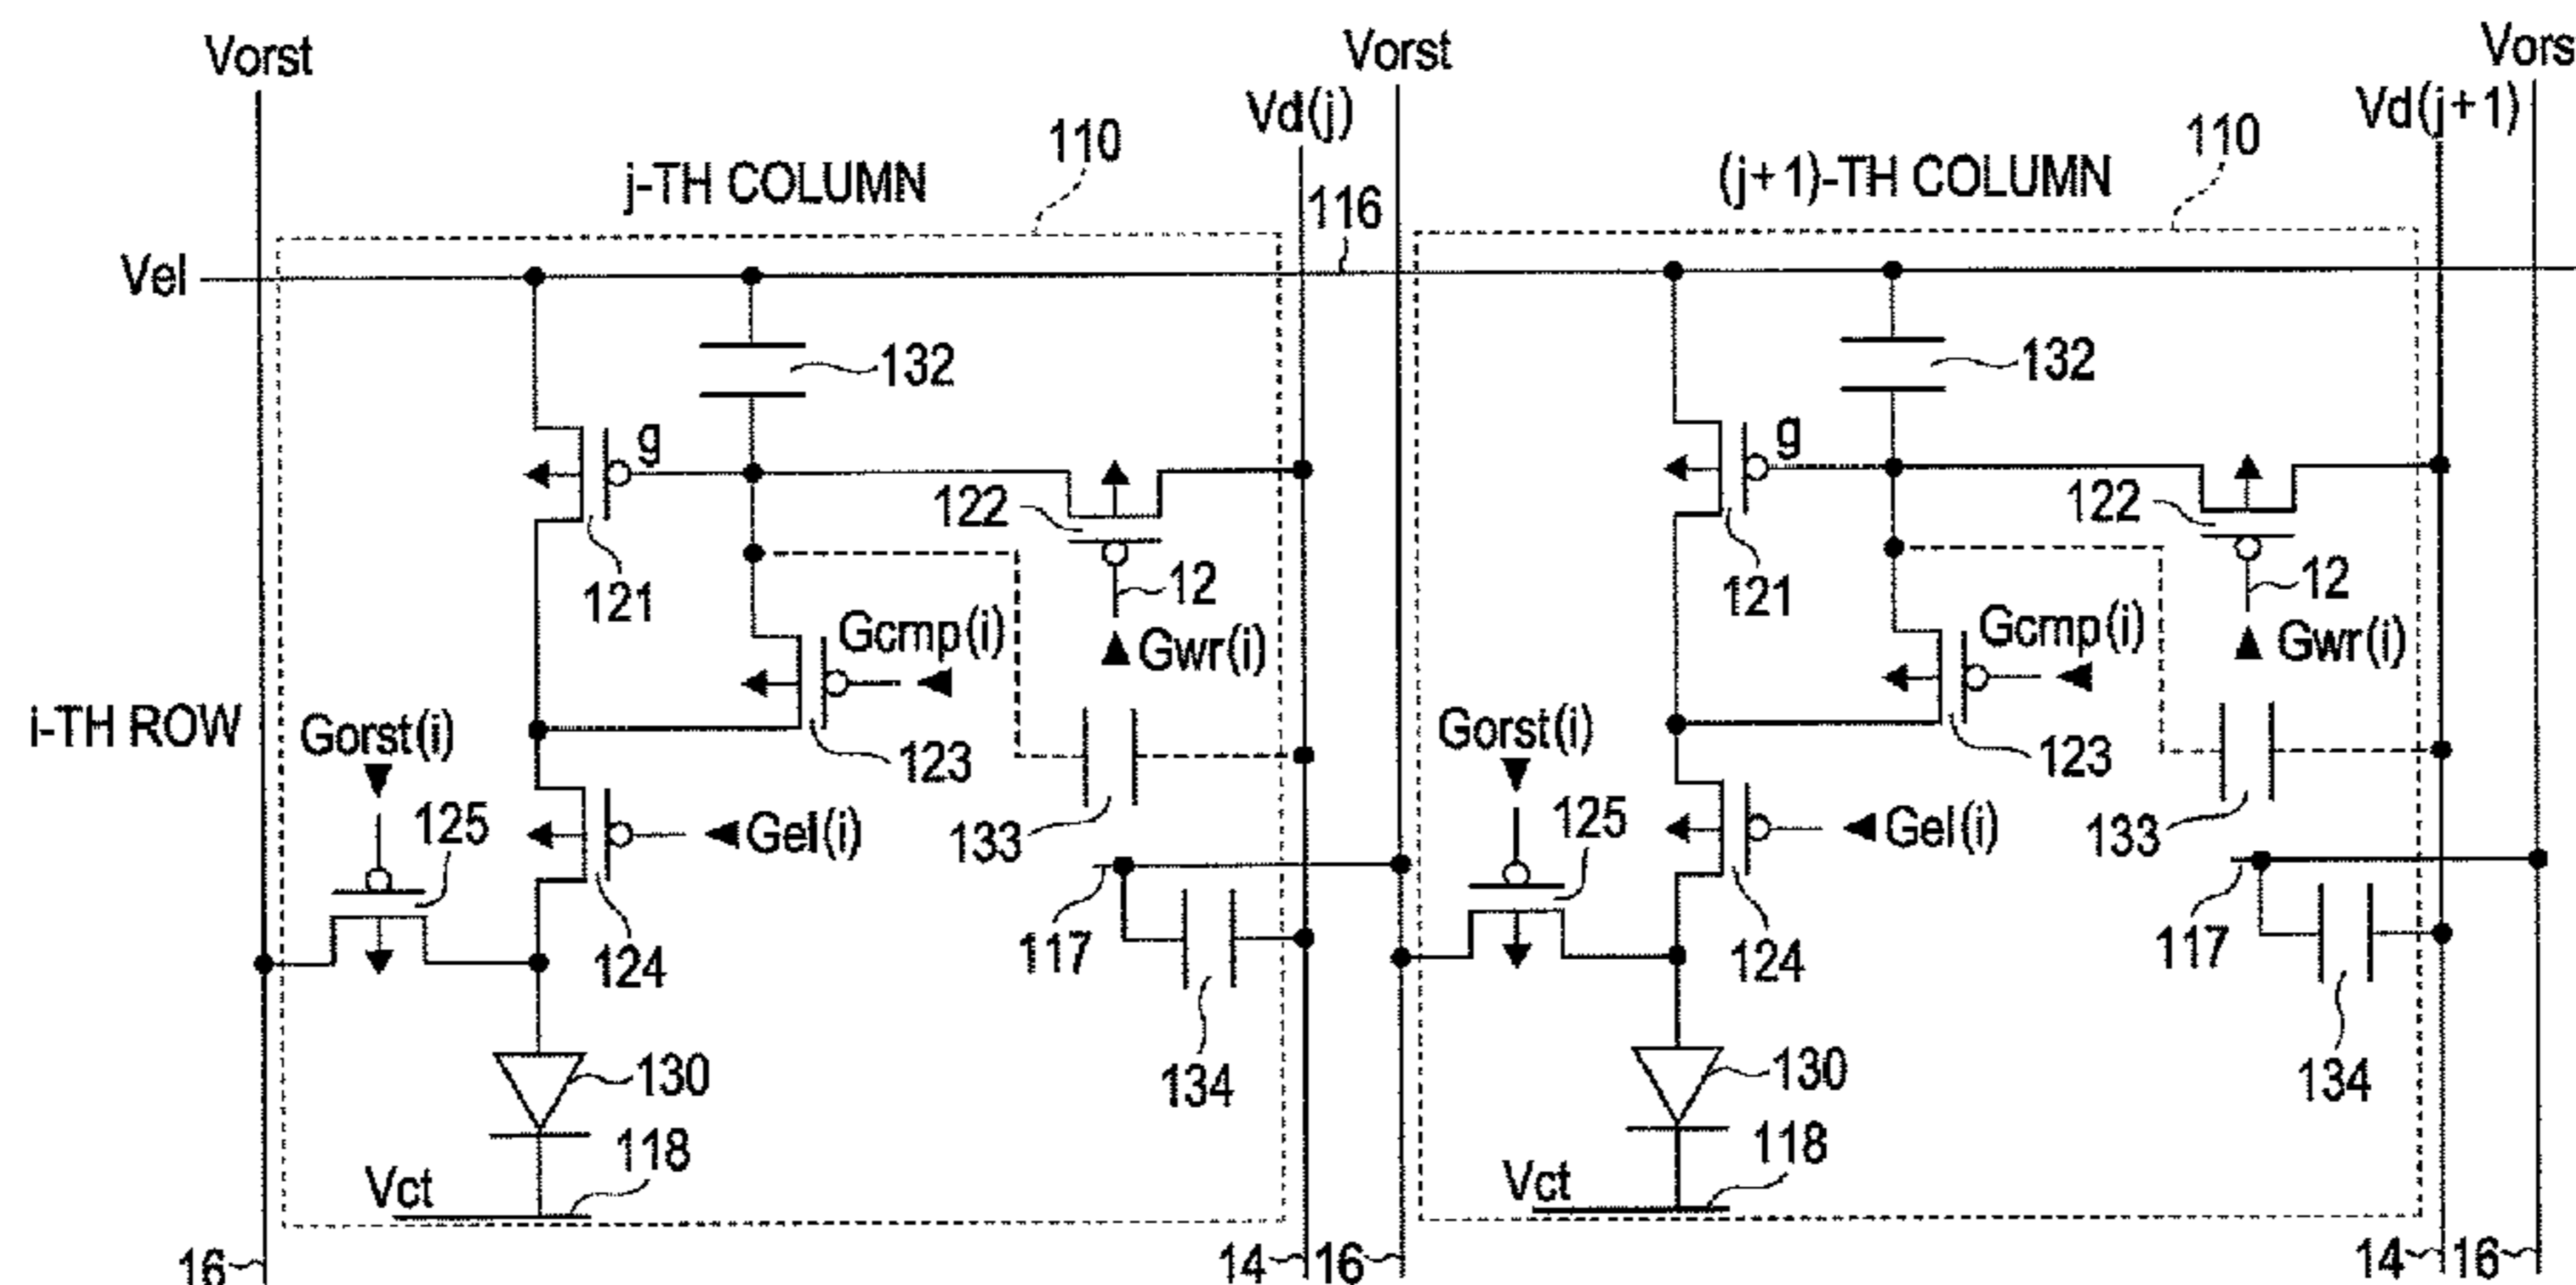 Vorst
Vorst
Vors
Vd(j)
Vd(j+1)
110
110
j-TH COLUMN
(j+1)-TH COLUMN
116
Vel
132
132
g
g
122
122
121
121
12
12
Gcmp(i)
Gcmp(i)
Gwr(i)
Gwr(i)
i-TH ROW
Gorst(i)
Gorst(i)
123
123
125
125
Gel(i)
Gel(i)
133
133
117
117
124
124
134
134
130
130
118
118
Vct
Vct
16
14
16
14
16